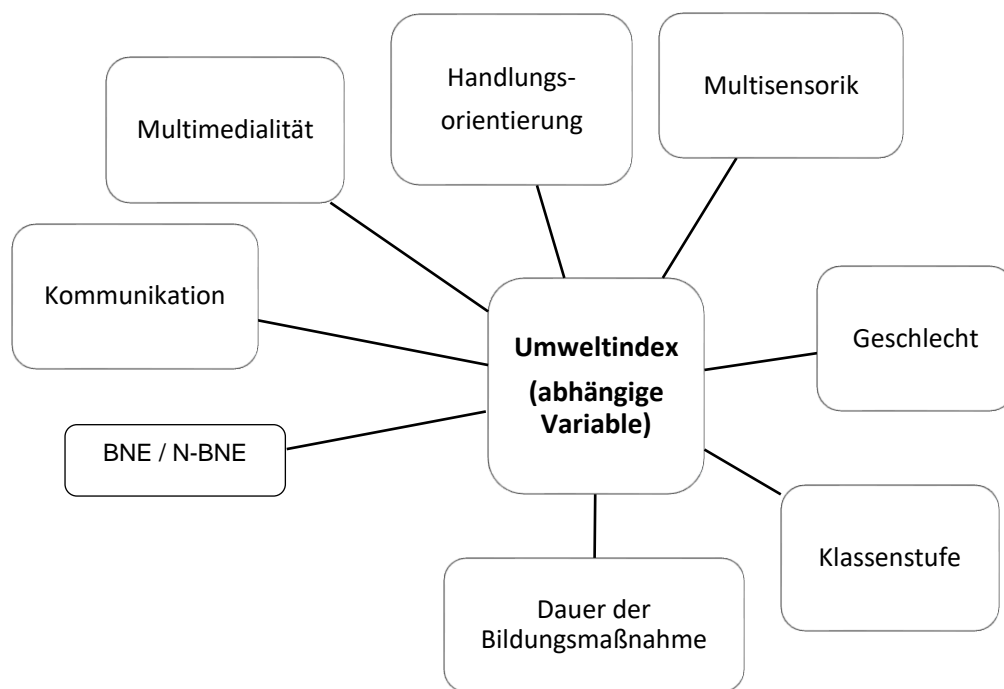 Handlungs-
orientierung
Multisensorik
Multimedialität
Kommunikation
Umweltindex
(abhängige
Variable)
Geschlecht
BNE / N-BNE
Klassenstufe
Dauer der
Bildungsmaßnahme